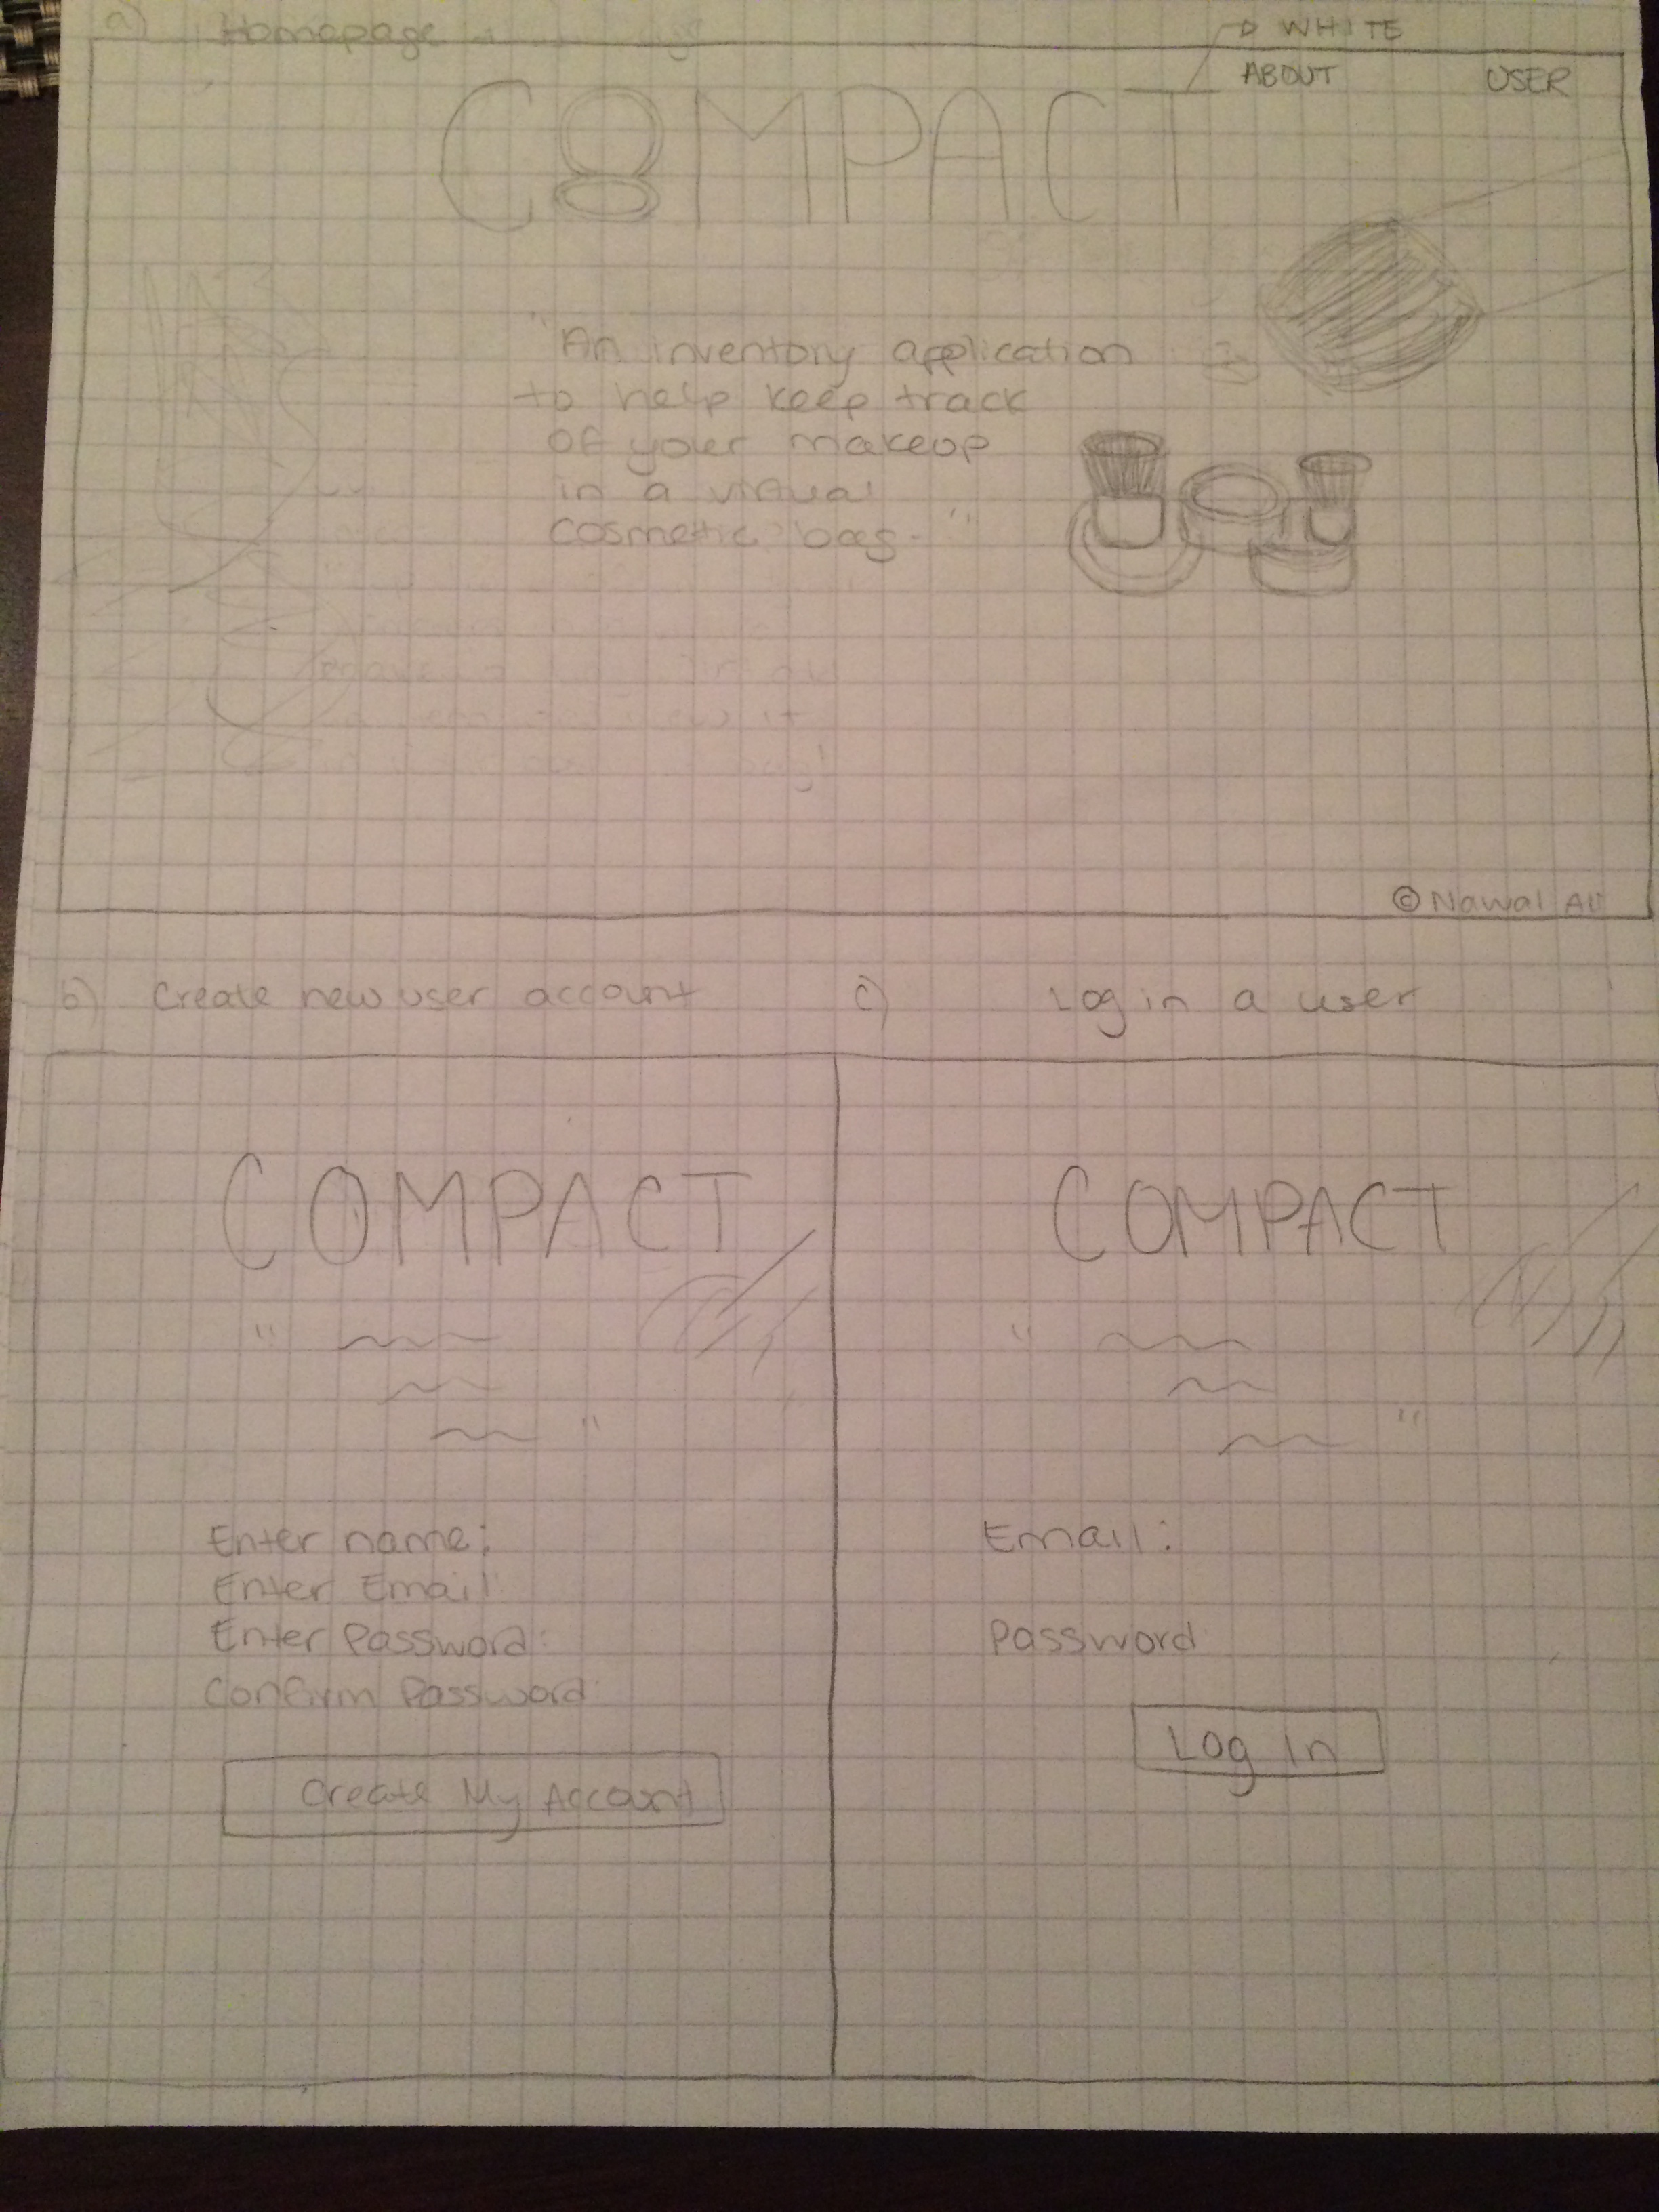 a) Homepage
WHITE
ABOUT USER
COMPACT
"An inventory application
to help keep track
of your makeup
in a virtual
cosmetic bag."
© Nawal Ali
b) Create new user account
c) Log in a user
COMPACT
" "
Enter name:
Enter Email
Enter Password:
Confirm Password
Create My Account
COMPACT
" "
Email:
Password
Log In